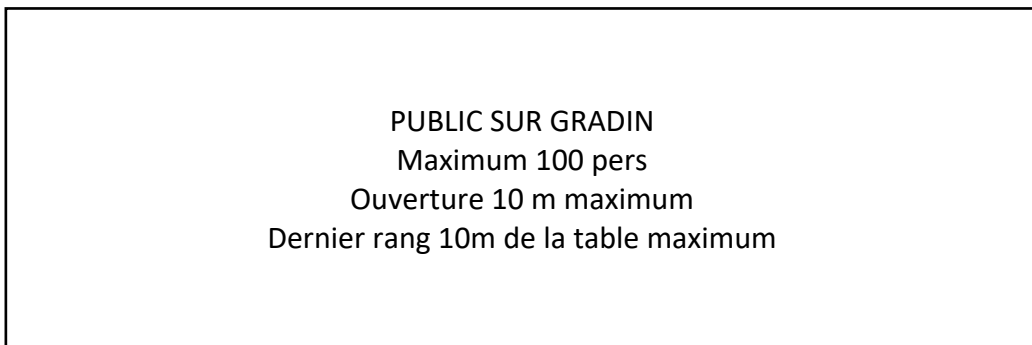 PUBLIC SUR GRADIN
Maximum 100 pers
Ouverture 10 m maximum
Dernier rang 10m de la table maximum